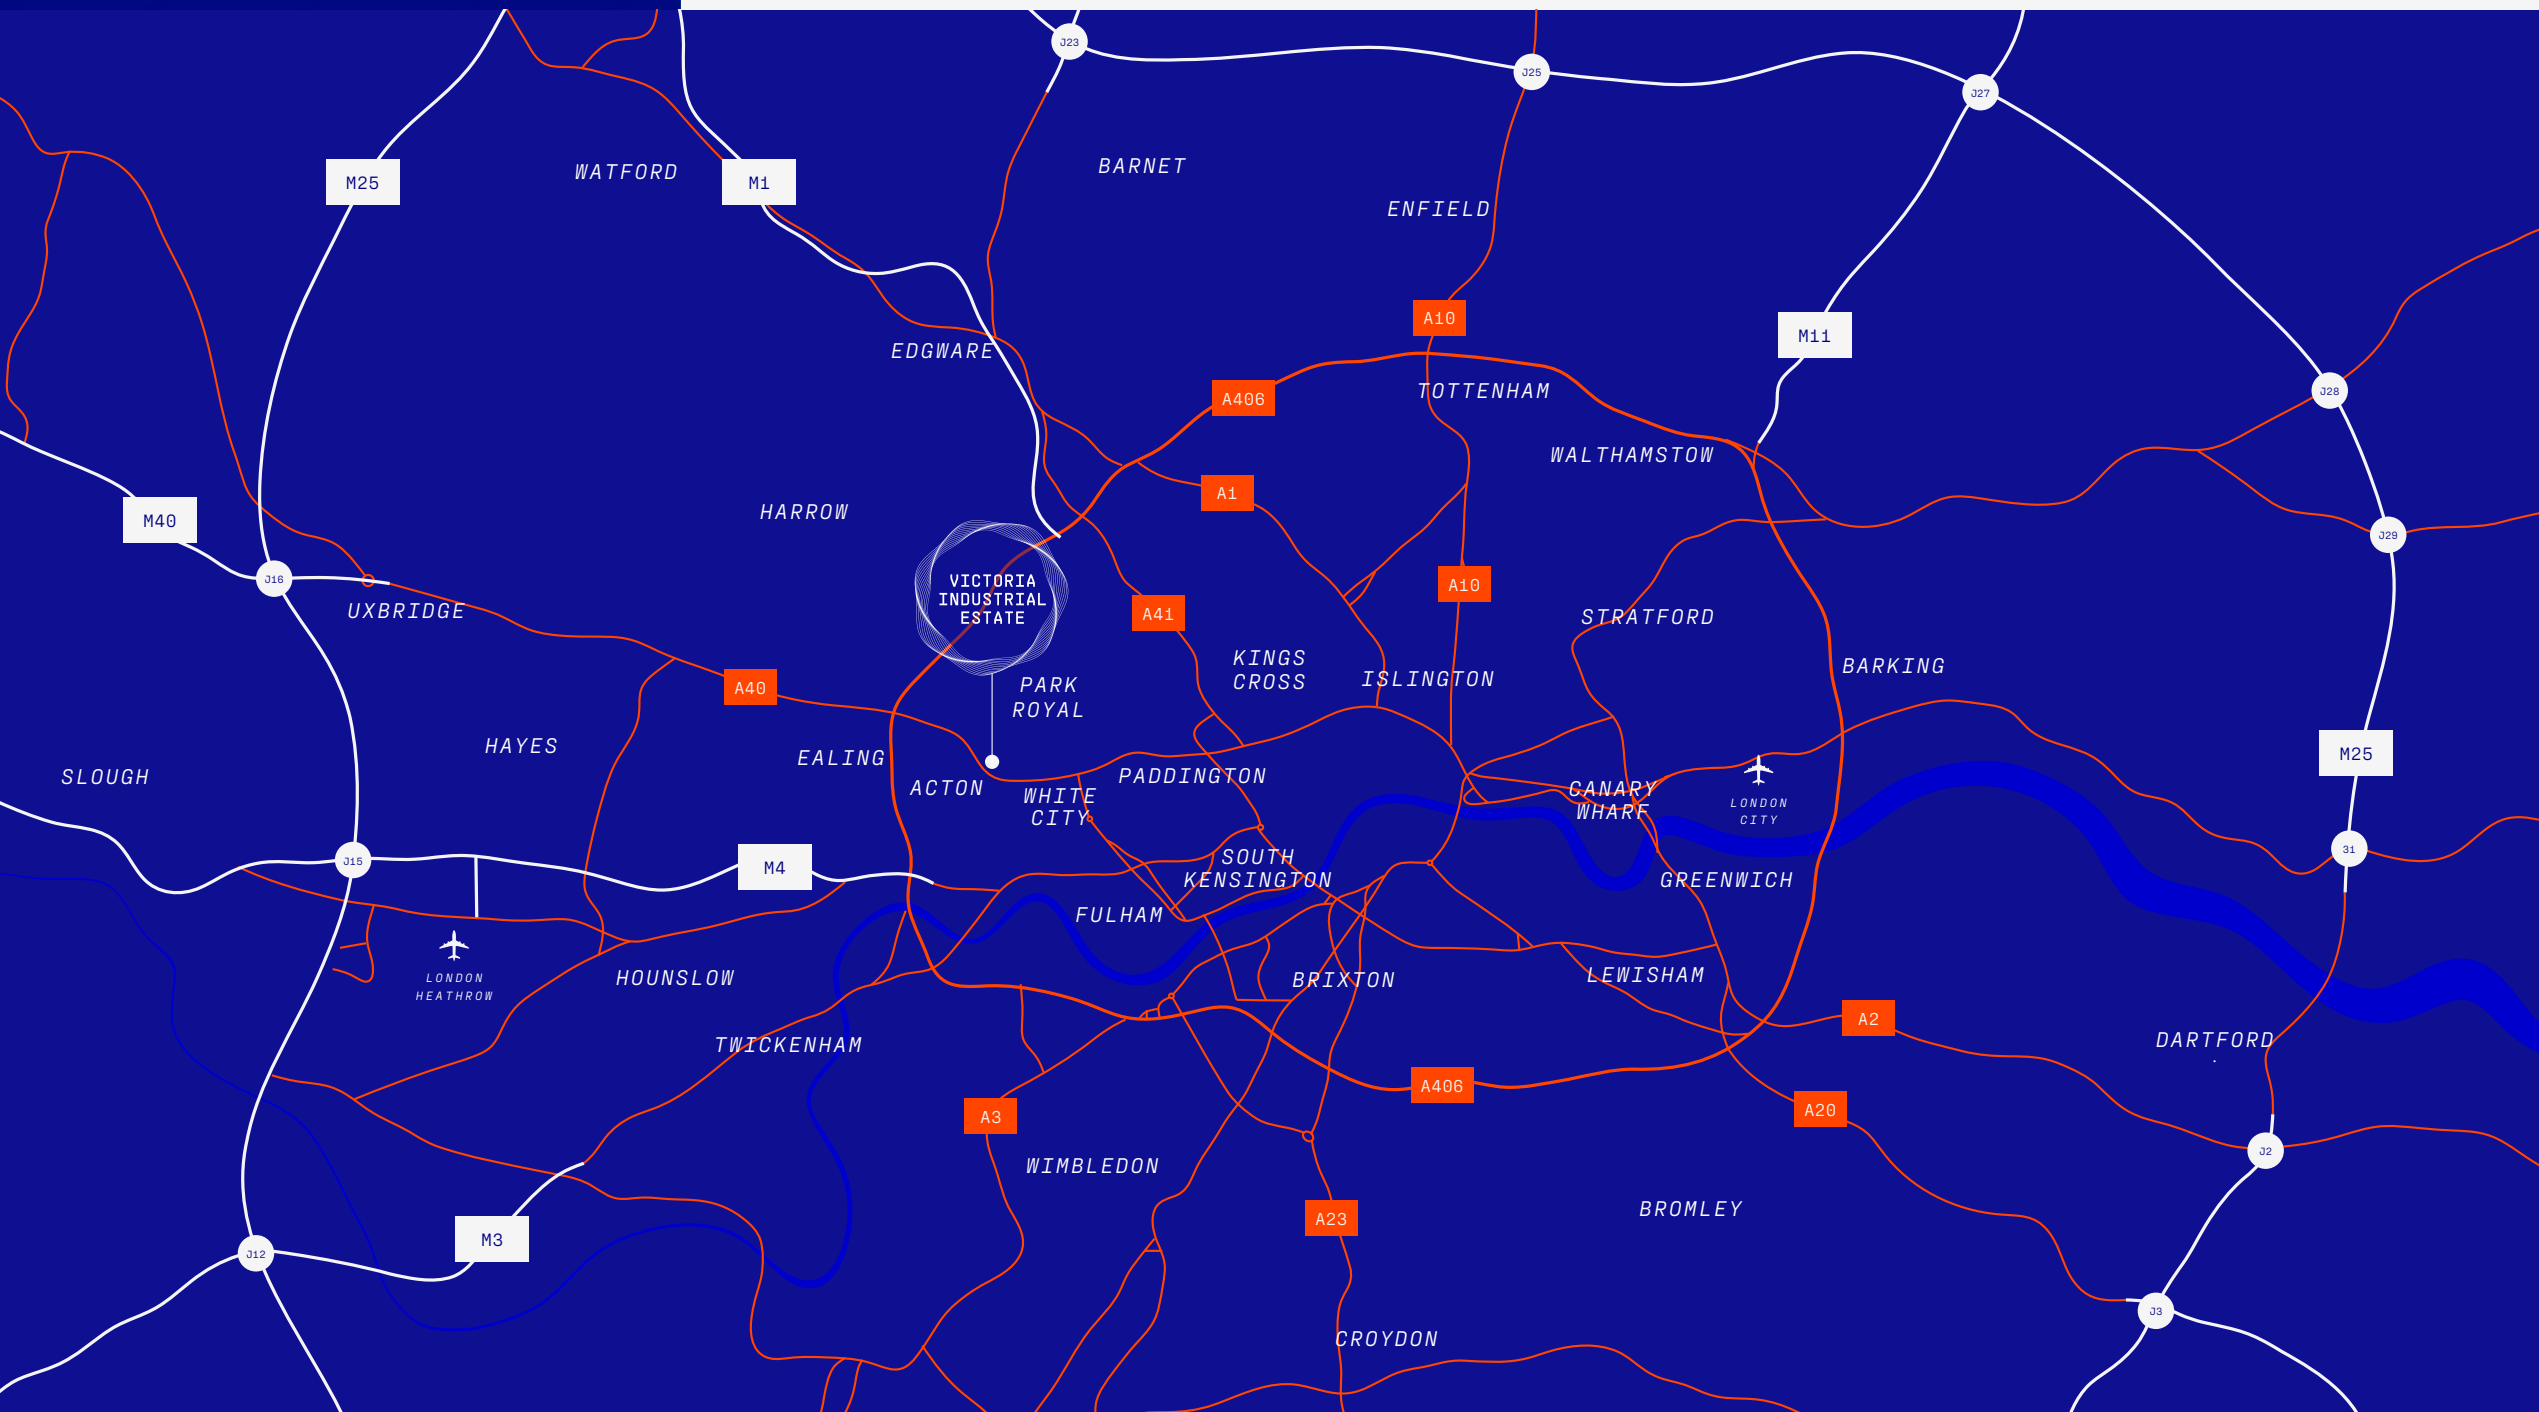 J23
J25
J27
BARNET
WATFORD
M25
M1
ENFIELD
A10
M11
EDGWARE
TOTTENHAM
J28
A406
WALTHAMSTOW
A1
HARROW
M40
J29
J16
VICTORIA
INDUSTRIAL
ESTATE
A10
UXBRIDGE
A41
STRATFORD
KINGS
CROSS
BARKING
ISLINGTON
A40
PARK
ROYAL
HAYES
EALING
M25
SLOUGH
PADDINGTON
ACTON
WHITE
CITY
CANARY
WHARF
LONDON
CITY
31
J15
M4
SOUTH
KENSINGTON
GREENWICH
FULHAM
LONDON
HEATHROW
HOUNSLOW
BRIXTON
LEWISHAM
A2
TWICKENHAM
DARTFORD
A406
A3
A20
J2
WIMBLEDON
BROMLEY
A23
M3
J12
J3
CROYDON